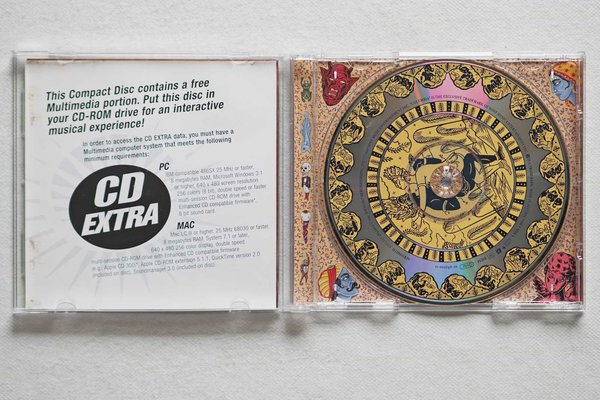 This Compact Disc contains a free
Multimedia portion. Put this disc in
your CD-ROM drive for an interactive
musical experience!
In order to access the CD EXTRA data, you must have a
Multimedia computer system that meets the following
minimum requirements:
PC
IBM compatible 486SX 25 MHz or faster,
8 megabytes RAM, Microsoft Windows 3.1
or higher, 640 x 480 screen resolution
256 colors (8 bit), double speed or faster
multi-session CD-ROM drive with
Enhanced CD compatible firmware*,
8 bit sound card.
CD
EXTRA
MAC
Mac LC II or higher, 25 MHz 68030 or faster,
8 megabytes RAM, System 7.1 or later,
640 x 480 256 color display, double speed
multi-session CD-ROM drive with Enhanced CD compatible firmware
(e.g.: Apple CD 300)*, Apple CD-ROM extension 5.1.1, QuickTime version 2.0
(included on disc), Soundmanager 3.0 (included on disc).